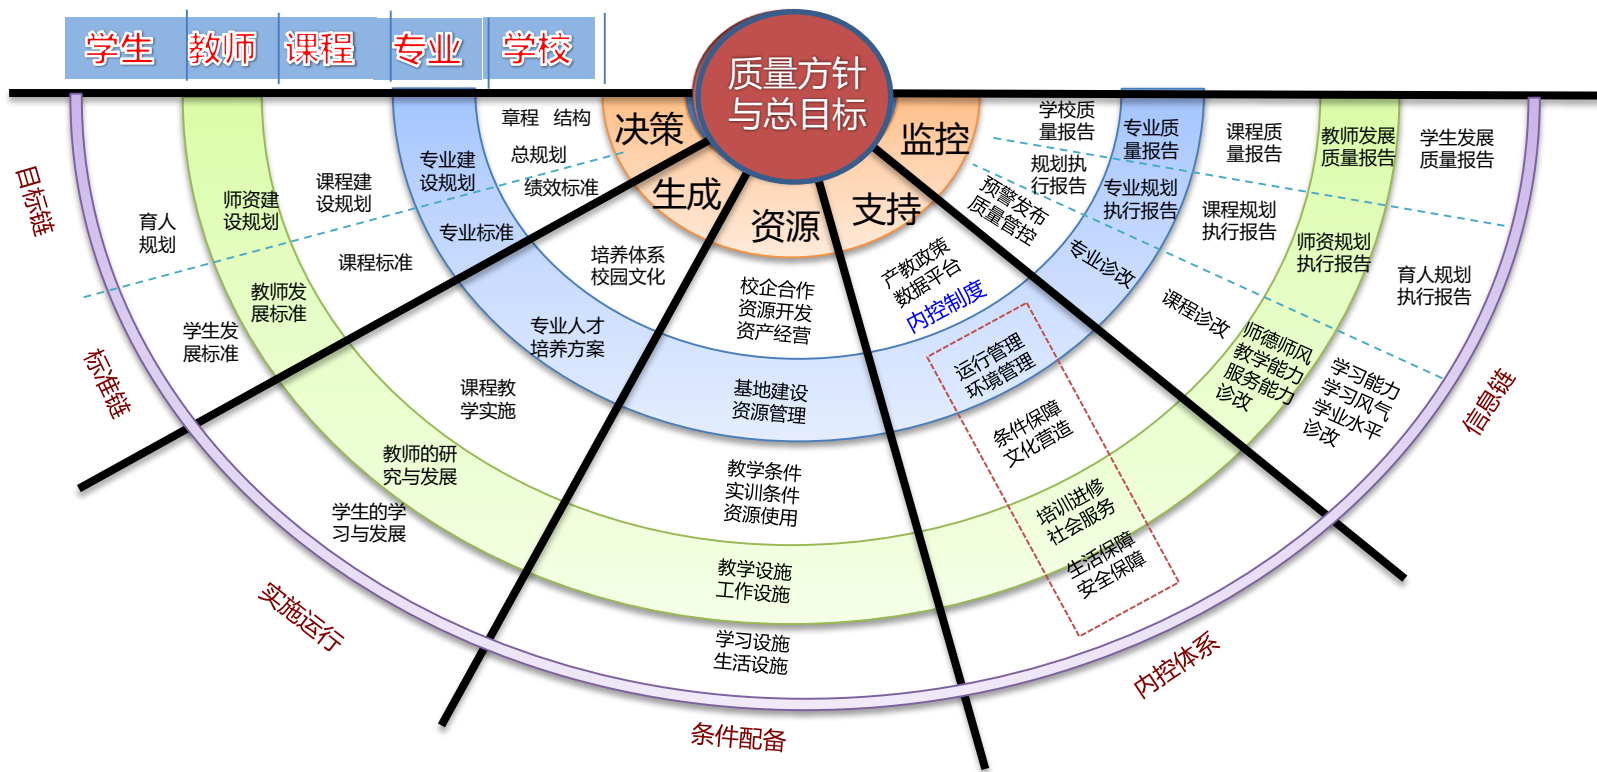 学生 教师 课程 专业 学校
质量方针
与总目标
决策
生成
资源
支持
监控
章程 结构
总规划
绩效标准
专业建
设规划
专业标准
课程建
设规划
课程标准
师资建
设规划
教师发
展标准
育人
规划
学生发
展标准
目标链
标准链
培养体系
校园文化
专业人才
培养方案
课程教
学实施
教师的研
究与发展
学生的学
习与发展
实施运行
校企合作
资源开发
资产经营
基地建设
资源管理
教学条件
实训条件
资源使用
教学设施
工作设施
学习设施
生活设施
条件配备
产教政策
数据平台
内控制度
运行管理
环境管理
条件保障
文化营造
培训进修
社会服务
生活保障
安全保障
内控体系
学校质
量报告
规划执
行报告
预警发布
质量管控
专业质
量报告
专业规划
执行报告
专业诊改
课程质
量报告
课程规划
执行报告
课程诊改
教师发展
质量报告
师资规划
执行报告
师德师风
教学能力
服务能力
诊改
学生发展
质量报告
育人规划
执行报告
学习能力
学习风气
学业水平
诊改
信息链